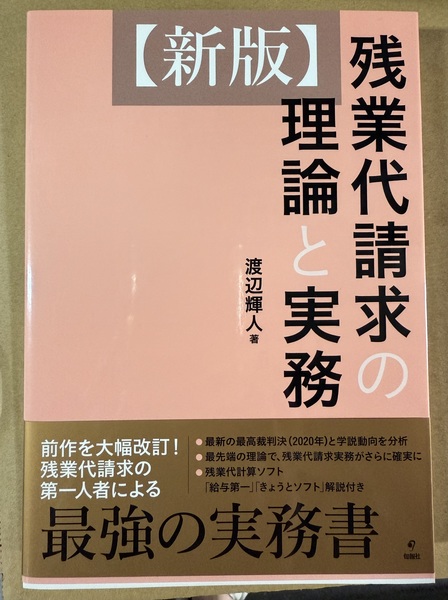 【新版】
残業代請求の
理論と実務
渡辺輝人 著
前作を大幅改訂！
残業代請求の
第一人者による
●最新の最高裁判決(2020年)と学説動向を分析
●最先端の理論で、残業代請求実務がさらに確実に
●残業代計算ソフト
「給与第一」「きょうとソフト」解説付き
最強の実務書
旬報社